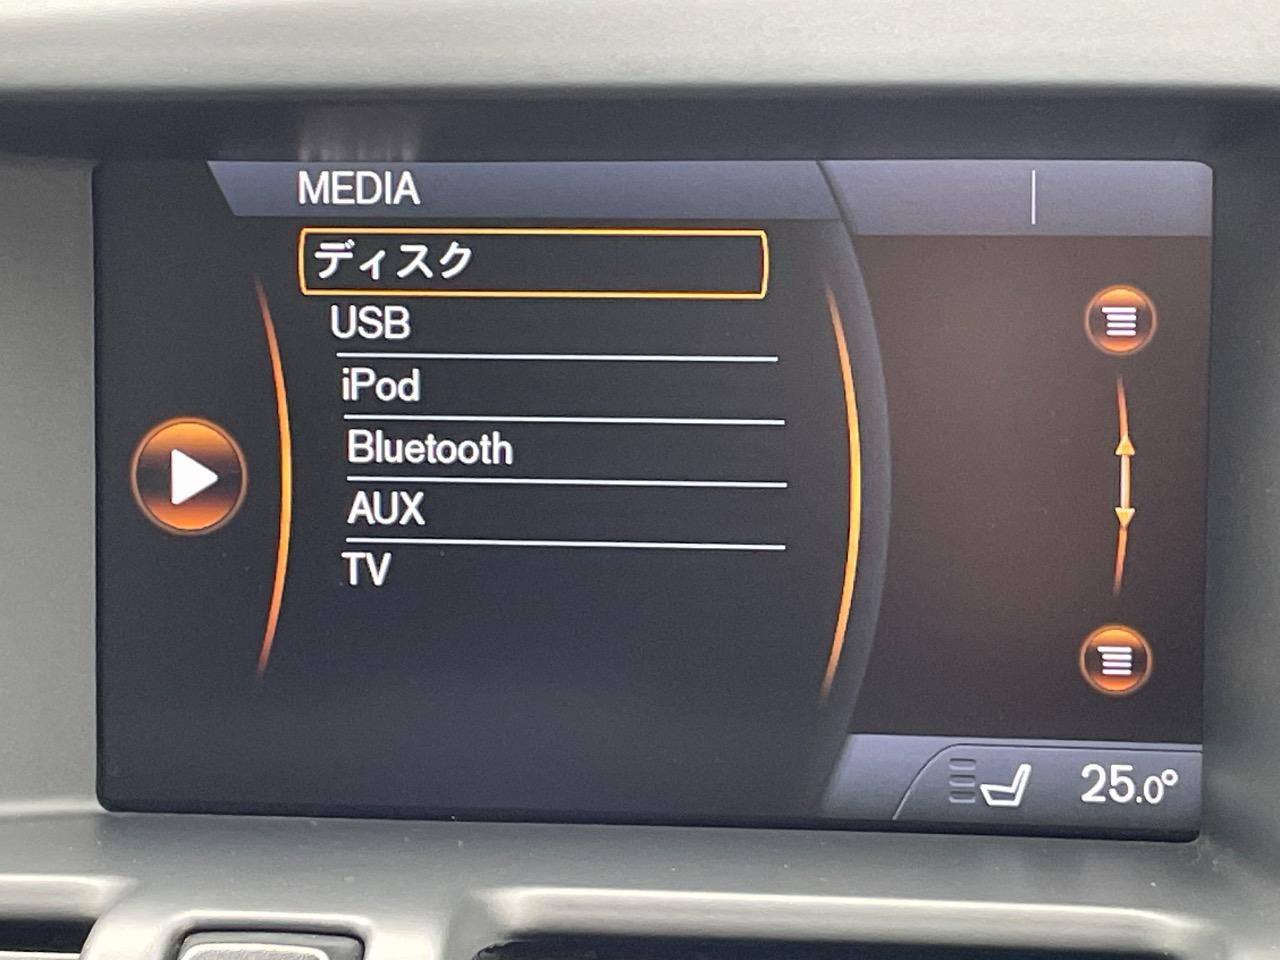 MEDIA
ディスク
USB
iPod
Bluetooth
AUX
TV
25.0°